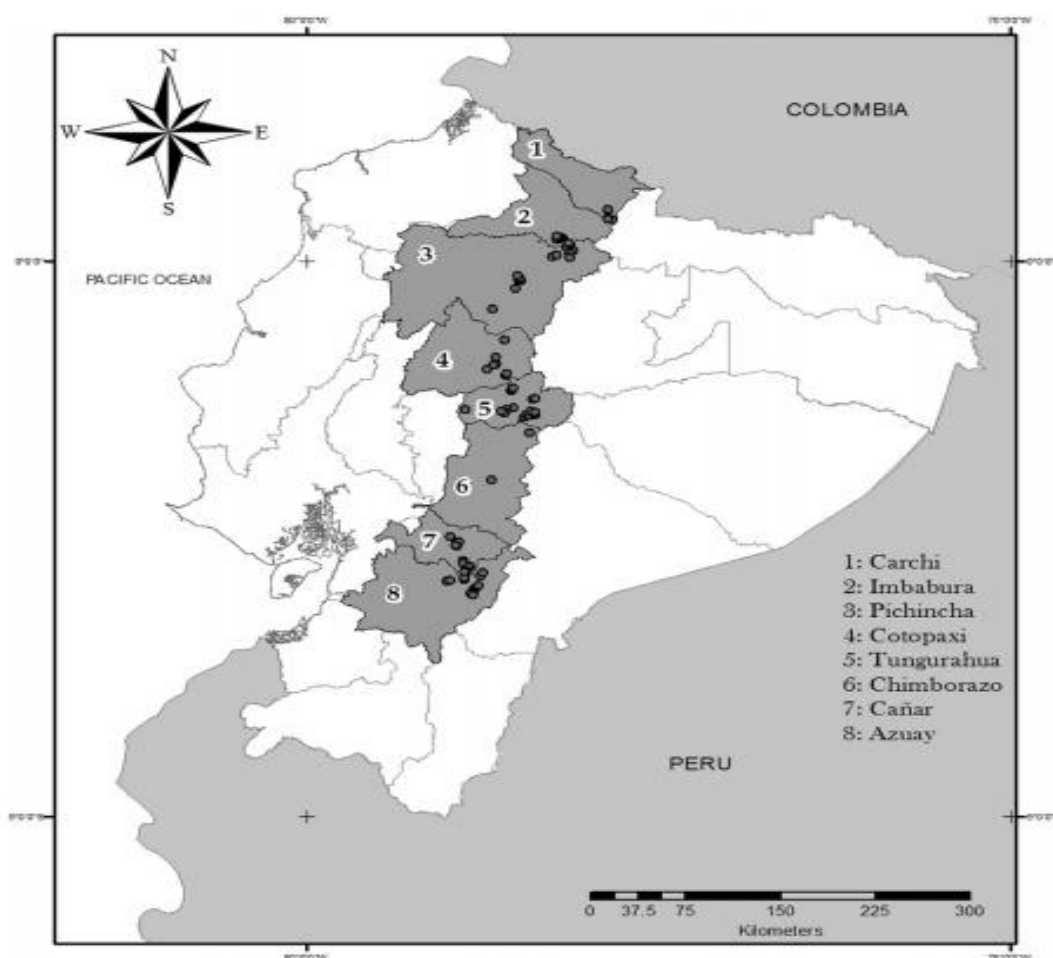 N
W
E
S
COLOMBIA
PACIFIC OCEAN
1
2
3
4
5
6
7
8
1: Carchi
2: Imbabura
3: Pichincha
4: Cotopaxi
5: Tungurahua
6: Chimborazo
7: Cañar
8: Azuay
PERU
0 37.5 75 150 225 300
Kilometers